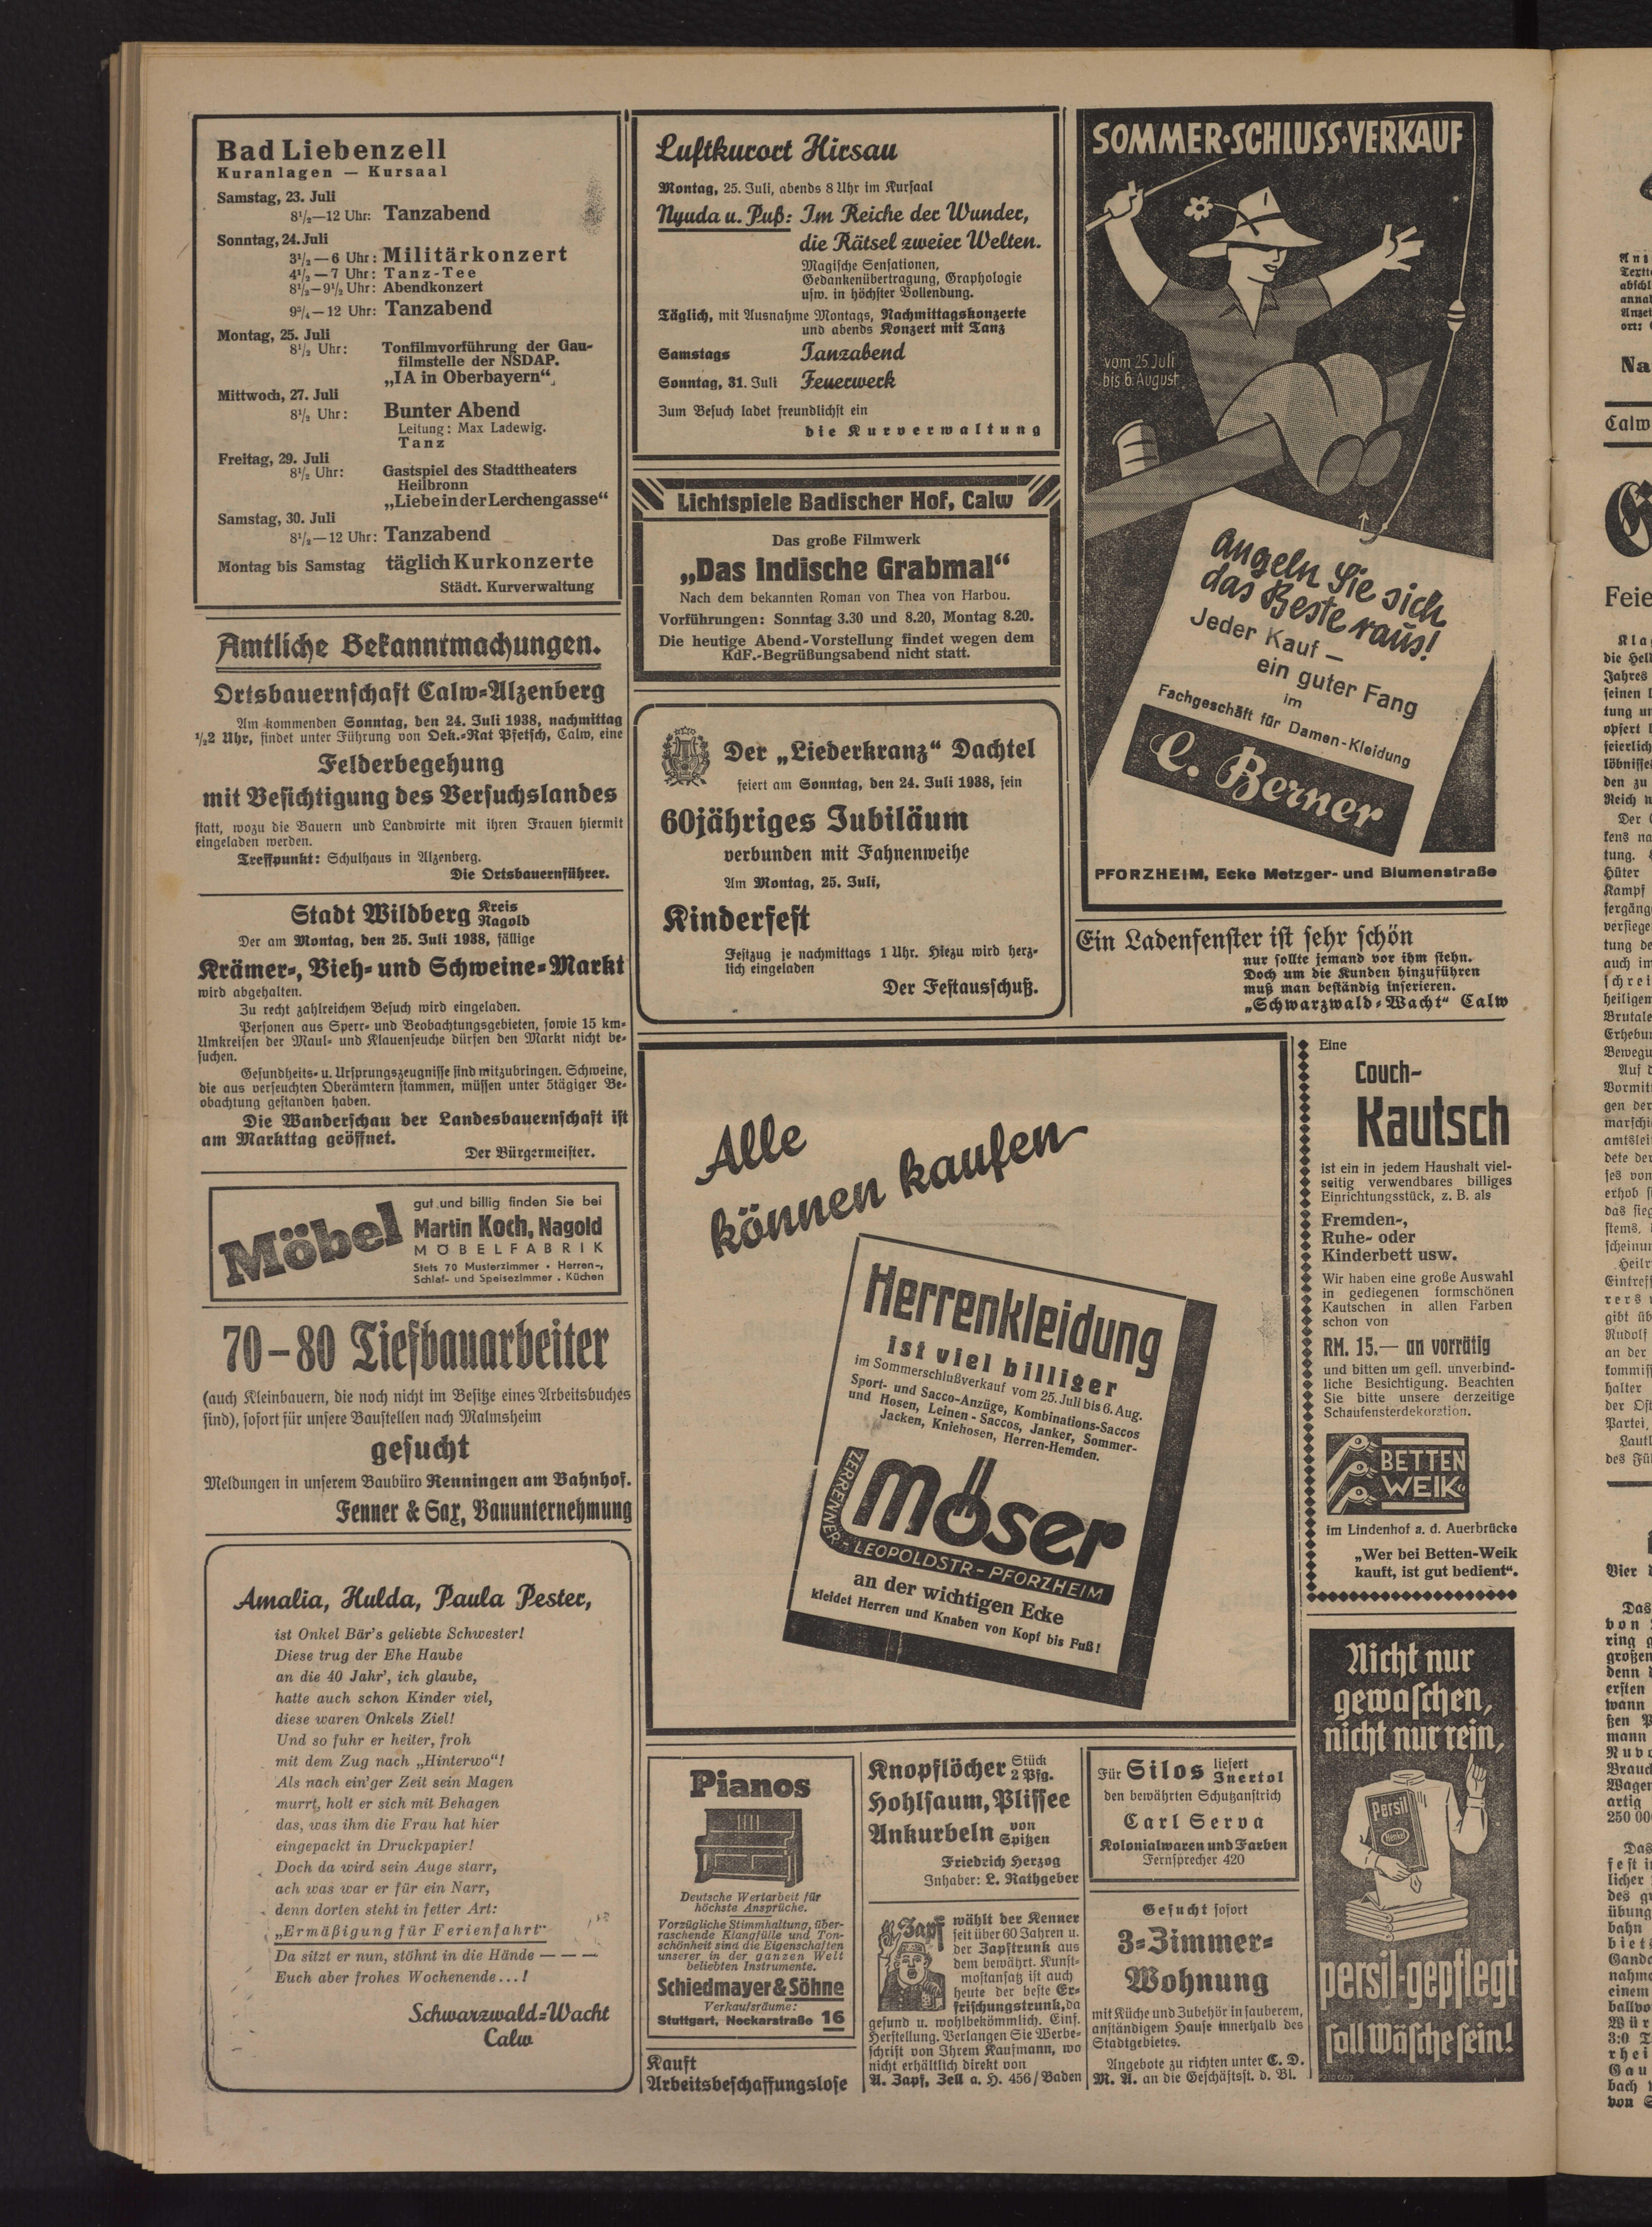 Bad Liebenzell
Kuranlagen — Kursaal
Samstag, 23. Juli
8½—12 Uhr: Tanzabend
Sonntag, 24. Juli
3½—6 Uhr: Militärkonzert
4½—7 Uhr: Tanz-Tee
8½—9½ Uhr: Abendkonzert
9¾—12 Uhr: Tanzabend
Montag, 25. Juli
8½ Uhr: Tonfilmvorführung der Gau-
filmstelle der NSDAP.
„IA in Oberbayern“
Mittwoch, 27. Juli
8½ Uhr: Bunter Abend
Leitung: Max Ladewig.
Tanz
Freitag, 29. Juli
8½ Uhr: Gastspiel des Stadttheaters
Heilbronn
„Liebe in der Lerchengasse“
Samstag, 30. Juli
8½—12 Uhr: Tanzabend
Montag bis Samstag täglich Kurkonzerte
Städt. Kurverwaltung
Amtliche Bekanntmachungen.
Ortsbauernschaft Calw-Alzenberg
Am kommenden Sonntag, den 24. Juli 1938, nachmittag
½2 Uhr, findet unter Führung von Oek.-Rat Pfetsch, Calw, eine
Felderbegehung
mit Besichtigung des Versuchslandes
statt, wozu die Bauern und Landwirte mit ihren Frauen hiermit
eingeladen werden.
Treffpunkt: Schulhaus in Alzenberg.
Die Ortsbauernführer.
Stadt Wildberg Kreis Nagold
Der am Montag, den 25. Juli 1938, fällige
Krämer-, Vieh- und Schweine-Markt
wird abgehalten.
Zu recht zahlreichem Besuch wird eingeladen.
Personen aus Sperr- und Beobachtungsgebieten, sowie 15 km-
Umkreisen der Maul- und Klauenseuche dürfen den Markt nicht be-
suchen.
Gesundheits- u. Ursprungszeugnisse sind mitzubringen. Schweine,
die aus verseuchten Oberämtern stammen, müssen unter 5tägiger Be-
obachtung gestanden haben.
Die Wanderschau der Landesbauernschaft ist
am Markttag geöffnet.
Der Bürgermeister.
Möbel
gut und billig finden Sie bei
Martin Koch, Nagold
MÖBELFABRIK
Stets 70 Musterzimmer · Herren-,
Schlaf- und Speisezimmer · Küchen
70–80 Tiefbauarbeiter
(auch Kleinbauern, die noch nicht im Besitze eines Arbeitsbuches
sind), sofort für unsere Baustellen nach Malmsheim
gesucht
Meldungen in unserem Baubüro Renningen am Bahnhof.
Fenner & Sax, Bauunternehmung
Amalia, Hulda, Paula Pester,
ist Onkel Bär's geliebte Schwester!
Diese trug der Ehe Haube
an die 40 Jahr', ich glaube,
hatte auch schon Kinder viel,
diese waren Onkels Ziel!
Und so fuhr er heiter, froh
mit dem Zug nach „Hinterwo“!
Als nach ein'ger Zeit sein Magen
murrt, holt er sich mit Behagen
das, was ihm die Frau hat hier
eingepackt in Druckpapier!
Doch da wird sein Auge starr,
ach was war er für ein Narr,
denn dorten steht in fetter Art:
„Ermäßigung für Ferienfahrt“
Da sitzt er nun, stöhnt in die Hände — — —
Euch aber frohes Wochenende...!
Schwarzwald-Wacht
Calw
Luftkurort Hirsau
Montag, 25. Juli, abends 8 Uhr im Kursaal
Nyuda u. Puß: Im Reiche der Wunder,
die Rätsel zweier Welten.
Magische Sensationen,
Gedankenübertragung, Graphologie
usw. in höchster Vollendung.
Täglich, mit Ausnahme Montags, Nachmittagskonzerte
und abends Konzert mit Tanz
Samstags Tanzabend
Sonntag, 31. Juli Feuerwerk
Zum Besuch ladet freundlichst ein
die Kurverwaltung
Lichtspiele Badischer Hof, Calw
Das große Filmwerk
„Das indische Grabmal“
Nach dem bekannten Roman von Thea von Harbou.
Vorführungen: Sonntag 3.30 und 8.20, Montag 8.20.
Die heutige Abend-Vorstellung findet wegen dem
KdF.-Begrüßungsabend nicht statt.
Der „Liederkranz“ Dachtel
feiert am Sonntag, den 24. Juli 1938, sein
60jähriges Jubiläum
verbunden mit Fahnenweihe
Am Montag, 25. Juli,
Kinderfest
Festzug je nachmittags 1 Uhr. Hiezu wird herz-
lich eingeladen
Der Festausschuß.
SOMMER·SCHLUSS·VERKAUF
vom 25. Juli
bis 6. August
angeln Sie sich
das Beste raus!
Jeder Kauf —
ein guter Fang
im
Fachgeschäft für Damen-Kleidung
C. Berner
PFORZHEIM, Ecke Metzger- und Blumenstraße
Ein Ladenfenster ist sehr schön
nur sollte jemand vor ihm stehn.
Doch um die Kunden hinzuführen
muß man beständig inserieren.
„Schwarzwald-Wacht“ Calw
Alle
können kaufen
Herrenkleidung
ist viel billiger
im Sommerschlußverkauf vom 25. Juli bis 6. Aug.
Sport- und Sacco-Anzüge, Kombinations-Saccos
und Hosen, Leinen-Saccos, Janker, Sommer-
Jacken, Kniehosen, Herren-Hemden.
möser
ZERRENNER-LEOPOLDSTR-PFORZHEIM
an der wichtigen Ecke
kleidet Herren und Knaben von Kopf bis Fuß!
Eine
Couch-
Kautsch
ist ein in jedem Haushalt viel-
seitig verwendbares billiges
Einrichtungsstück, z. B. als
Fremden-,
Ruhe- oder
Kinderbett usw.
Wir haben eine große Auswahl
in gediegenen formschönen
Kautschen in allen Farben
schon von
RM. 15.— an vorrätig
und bitten um gefl. unverbind-
liche Besichtigung. Beachten
Sie bitte unsere derzeitige
Schaufensterdekoration.
BETTEN
WEIK
im Lindenhof a. d. Auerbrücke
„Wer bei Betten-Weik
kauft, ist gut bedient“.
Pianos
Deutsche Wertarbeit für
höchste Ansprüche.
Vorzügliche Stimmhaltung, über-
raschende Klangfülle und Ton-
schönheit sind die Eigenschaften
unserer in der ganzen Welt
beliebten Instrumente.
Schiedmayer & Söhne
Verkaufsräume:
Stuttgart, Neckarstraße 16
Kauft
Arbeitsbeschaffungslose
Knopflöcher Stück 2 Pfg.
Hohlsaum, Plissee
Ankurbeln von Spitzen
Friedrich Herzog
Inhaber: L. Rathgeber
Zapf
wählt der Kenner
seit über 60 Jahren u.
der Zapftrunk aus
dem bewährt. Kunst-
mostansatz ist auch
heute der beste Er-
frischungstrunk, da
gesund u. wohlbekömmlich. Einf.
Herstellung. Verlangen Sie Werbe-
schrift von Ihrem Kaufmann, wo
nicht erhältlich direkt von
A. Zapf, Zell a. H. 456/Baden
Für Silos liefert Inertol
den bewährten Schutzanstrich
Carl Serva
Kolonialwaren und Farben
Fernsprecher 420
Gesucht sofort
3-Zimmer-
Wohnung
mit Küche und Zubehör in sauberem,
anständigem Hause innerhalb des
Stadtgebietes.
Angebote zu richten unter C. D.
M. A. an die Geschäftsst. d. Bl.
Nicht nur
gewaschen,
nicht nur rein,
Persil
Henkel
persil-gepflegt
soll Wäsche sein!